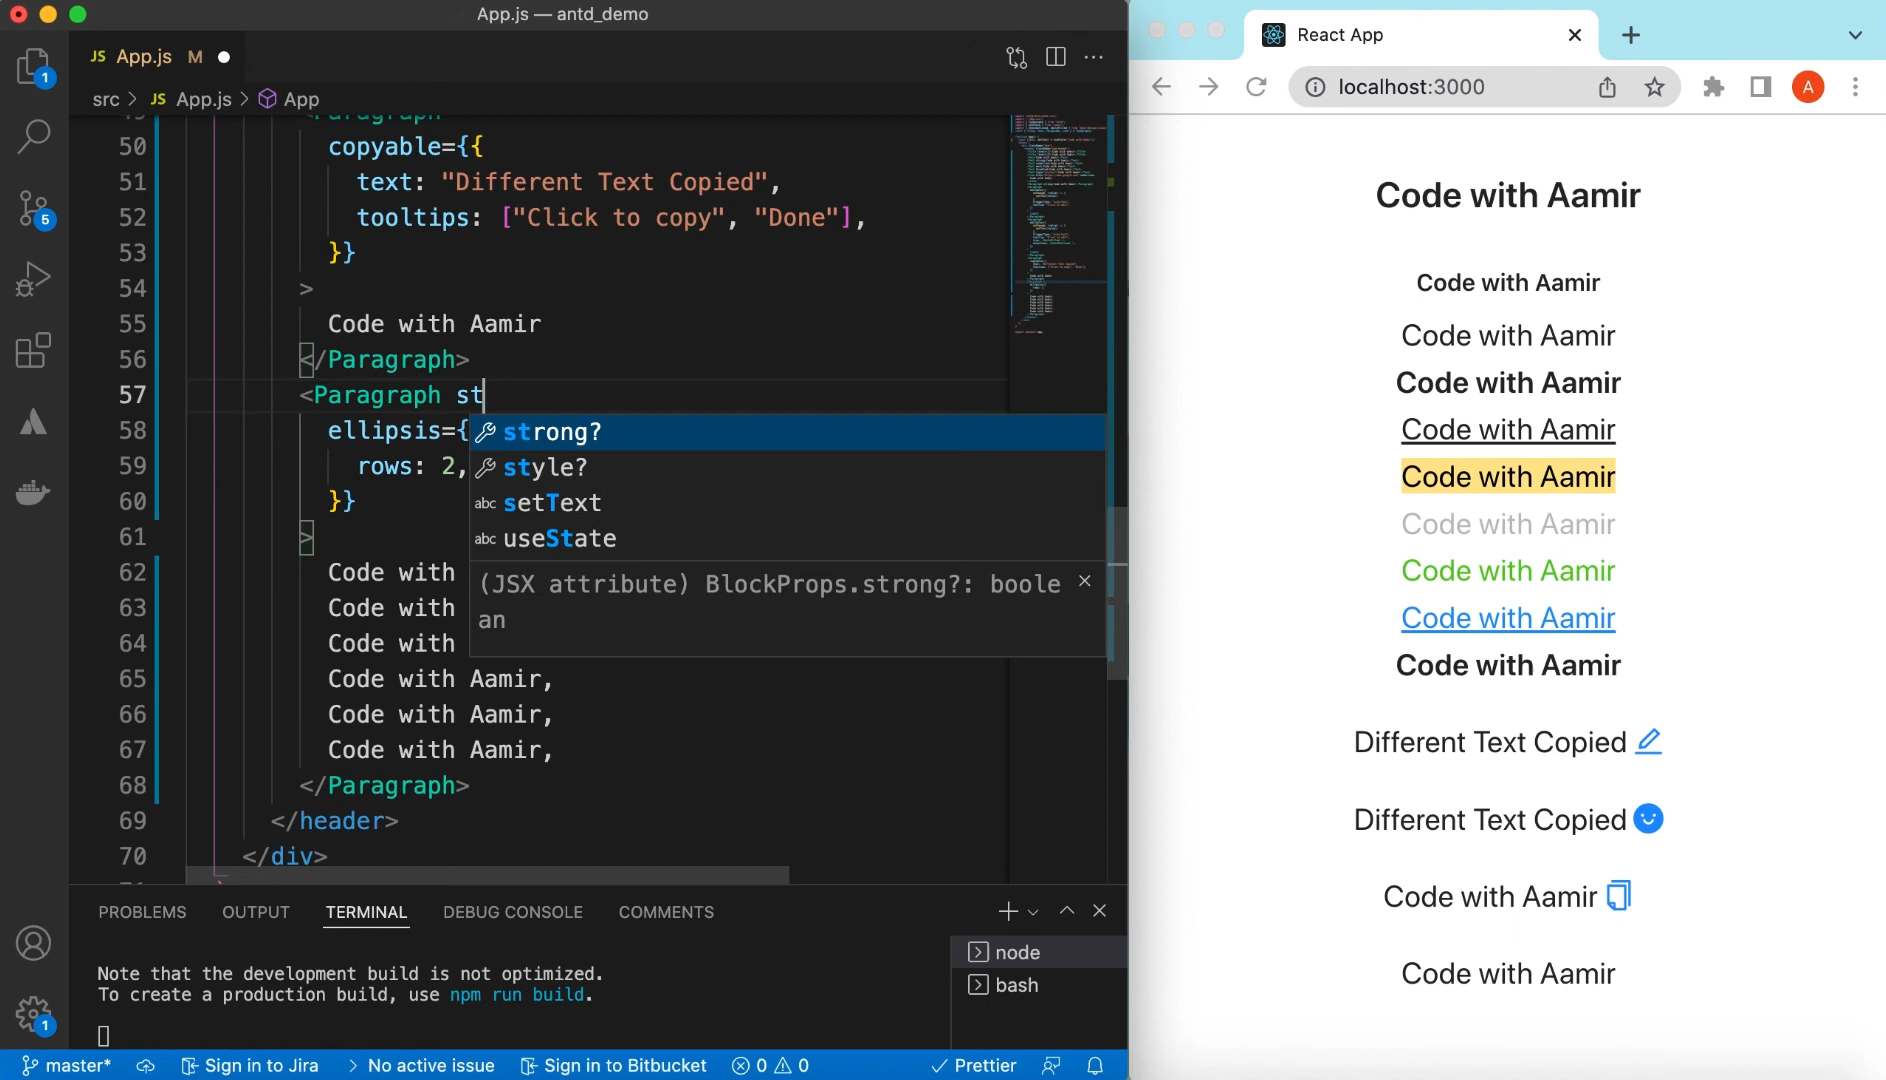 App.js — antd_demo
JS App.js M
src > JS App.js > App
Paragraph
50 copyable={{
51 text: "Different Text Copied",
52 tooltips: ["Click to copy", "Done"],
53 }}
54 >
55 Code with Aamir
56 </Paragraph>
57 <Paragraph st
58 ellipsis={
59 rows: 2,
60 }}
61 >
62 Code with
63 Code with
64 Code with
65 Code with Aamir,
66 Code with Aamir,
67 Code with Aamir,
68 </Paragraph>
69 </header>
70 </div>
strong?
style?
abc setText
abc useState
(JSX attribute) BlockProps.strong?: boole
an
1
5
1
PROBLEMS OUTPUT TERMINAL DEBUG CONSOLE COMMENTS
Note that the development build is not optimized.
To create a production build, use npm run build.
node
bash
master* Sign in to Jira > No active issue Sign in to Bitbucket 0 0 Prettier
React App
localhost:3000
A
Code with Aamir
Code with Aamir
Code with Aamir
Code with Aamir
Code with Aamir
Code with Aamir
Code with Aamir
Code with Aamir
Code with Aamir
Code with Aamir
Different Text Copied
Different Text Copied
Code with Aamir
Code with Aamir